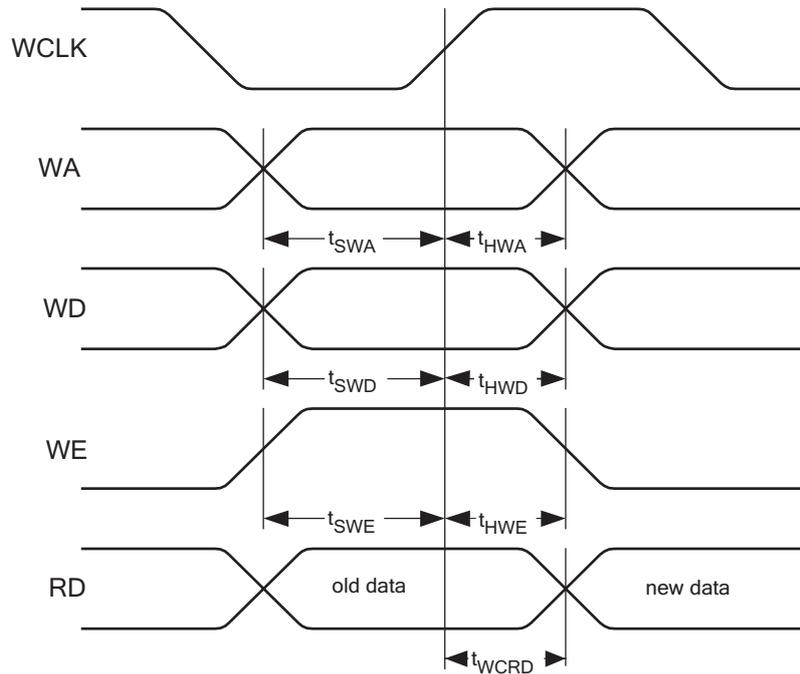 WCLK
WA
tSWA tHWA
WD
tSWD tHWD
WE
tSWE tHWE
RD old data new data
tWCRD